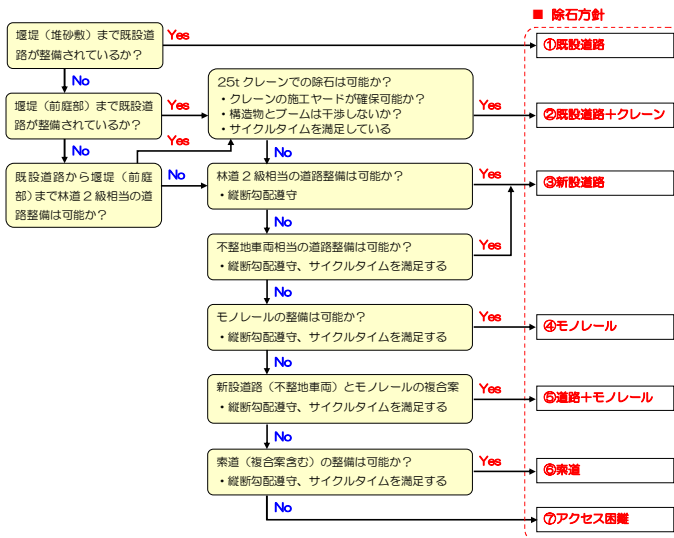 ■ 除石方針
堰堤（堆砂敷）まで既設道
路が整備されているか？
Yes
①既設道路
No
堰堤（前庭部）まで既設道
路が整備されているか？
Yes
25t クレーンでの除石は可能か？
・クレーンの施工ヤードが確保可能か？
・構造物とブームは干渉しないか？
・サイクルタイムを満足している
Yes
②既設道路＋クレーン
No
Yes
No
既設道路から堰堤（前庭
部）まで林道２級相当の道
路整備は可能か？
No
林道２級相当の道路整備は可能か？
・縦断勾配遵守
Yes
③新設道路
No
不整地車両相当の道路整備は可能か？
・縦断勾配遵守、サイクルタイムを満足する
Yes
No
モノレールの整備は可能か？
・縦断勾配遵守、サイクルタイムを満足する
Yes
④モノレール
No
新設道路（不整地車両）とモノレールの複合案
・縦断勾配遵守、サイクルタイムを満足する
Yes
⑤道路＋モノレール
No
索道（複合案含む）の整備は可能か？
・縦断勾配遵守、サイクルタイムを満足する
Yes
⑥索道
No
⑦アクセス困難